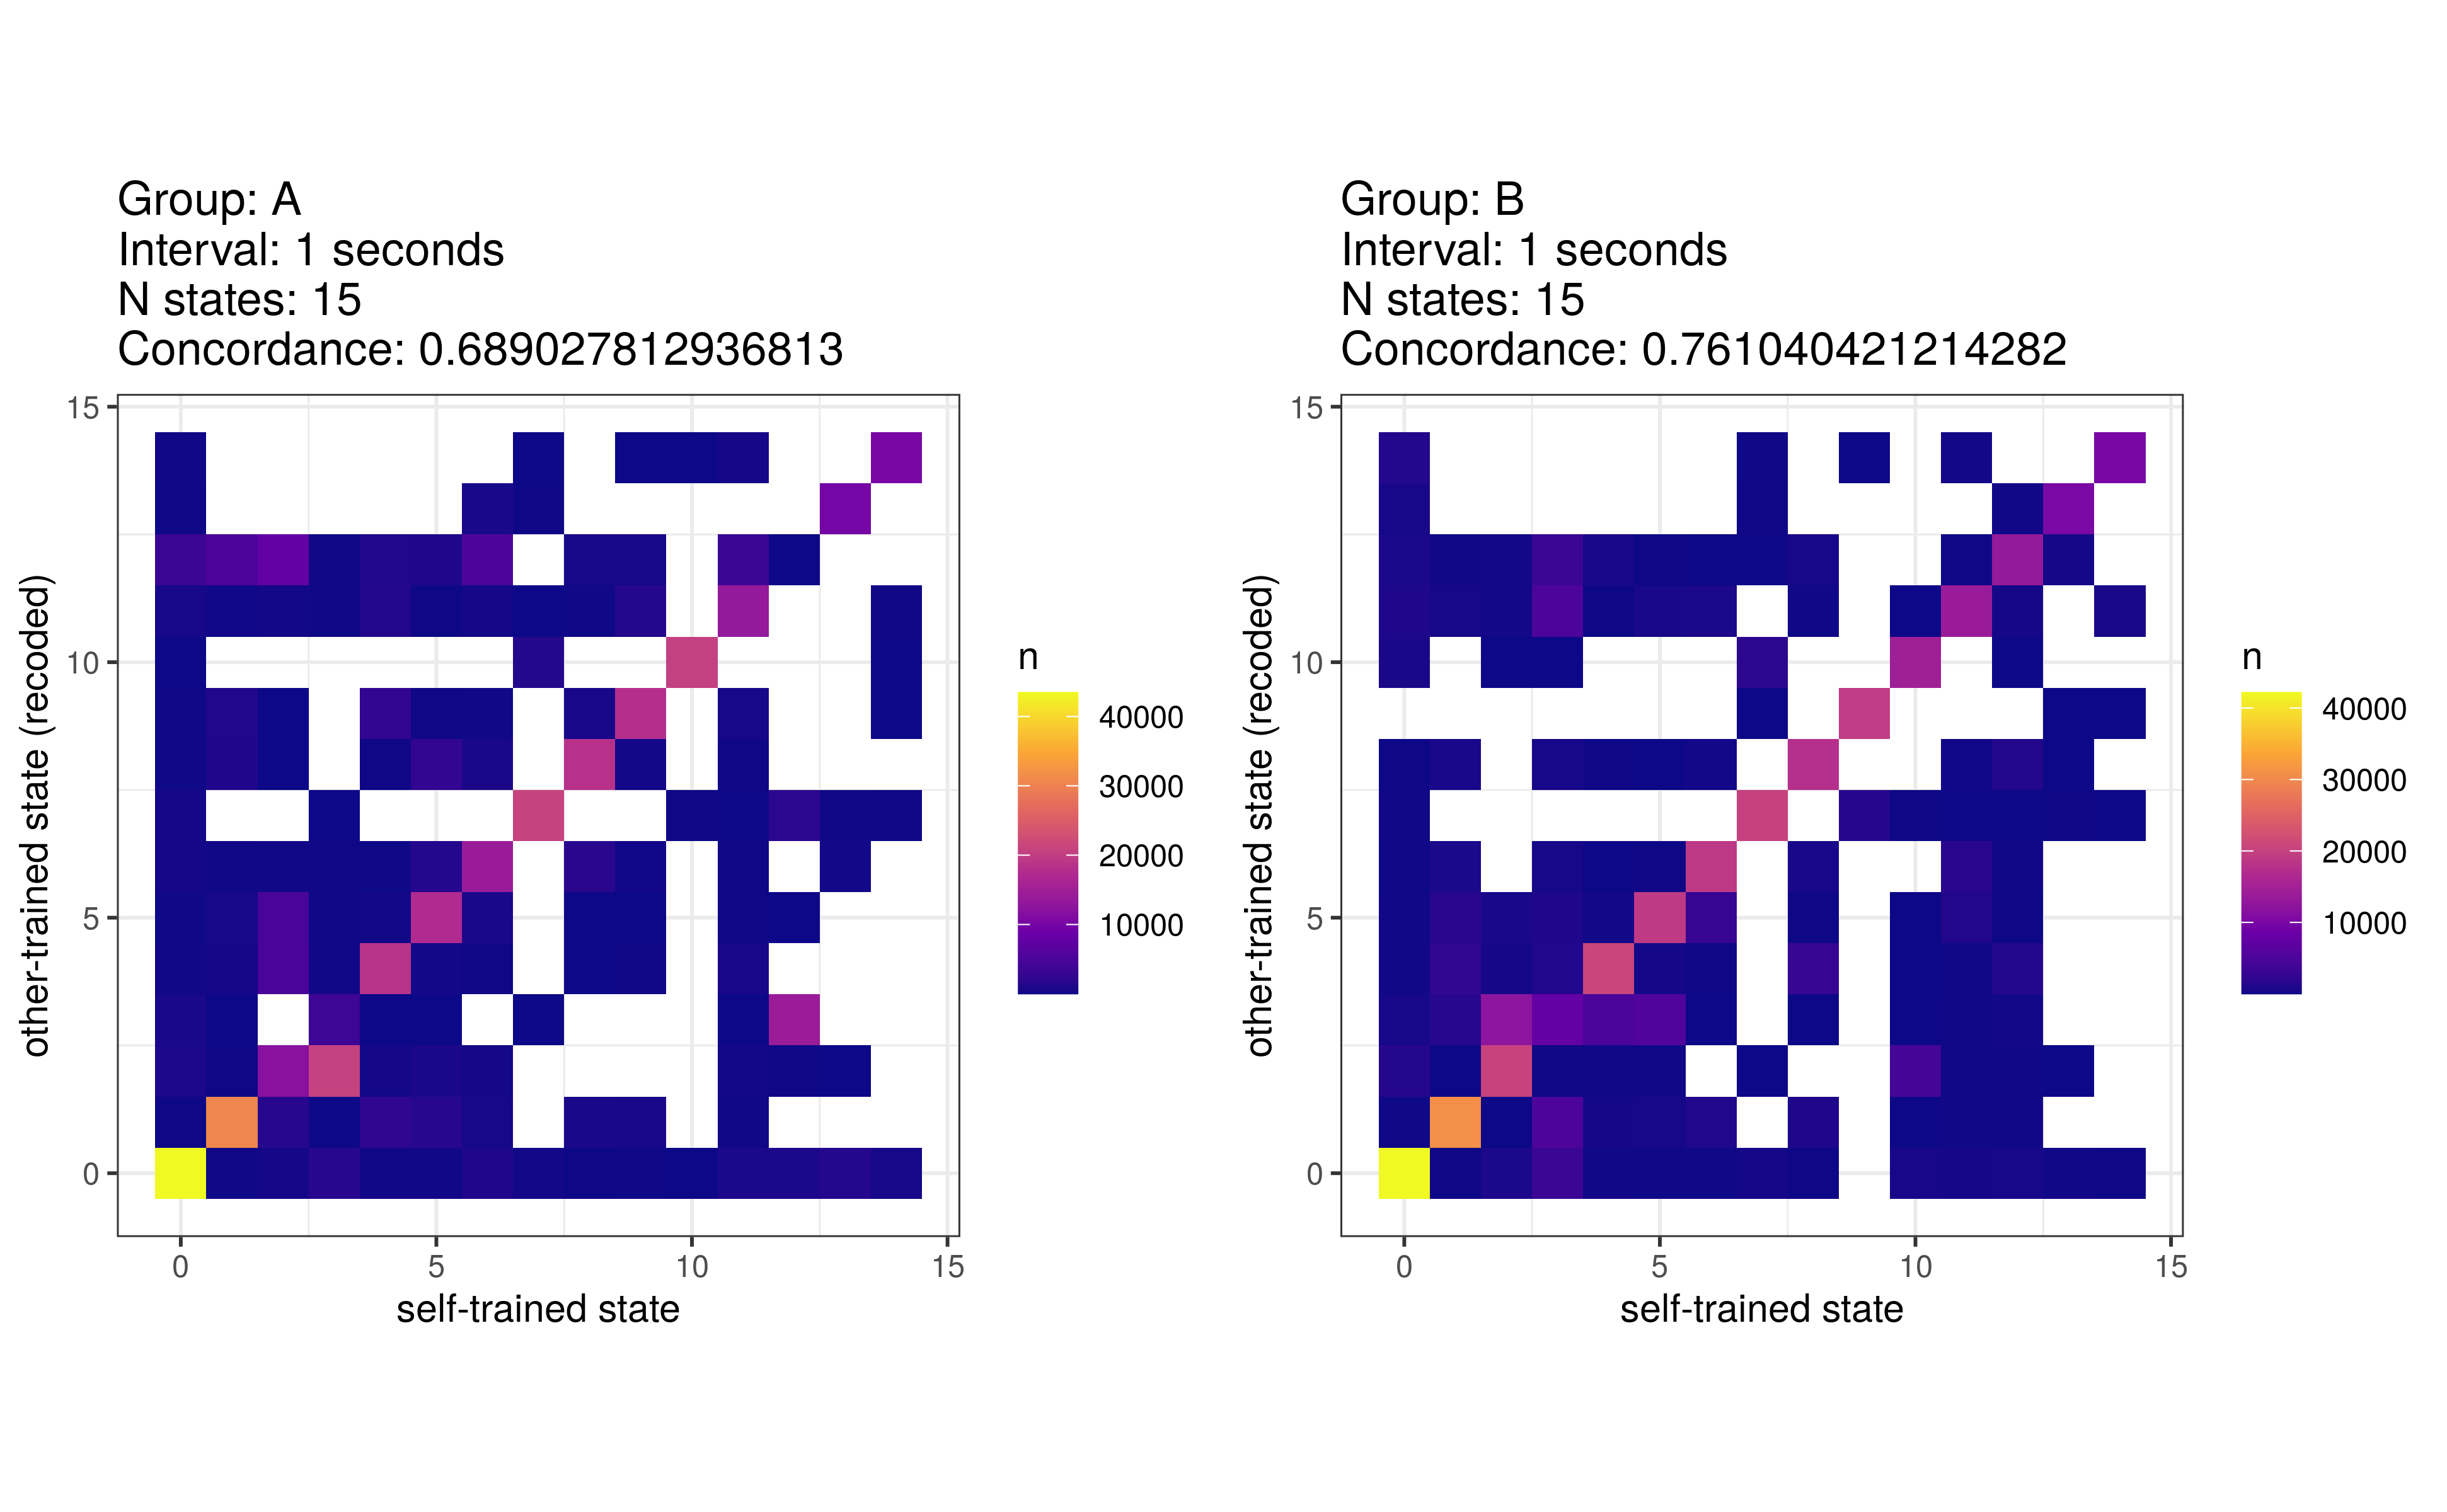 Group: A
Interval: 1 seconds
N states: 15
Concordance: 0.689027812936813
15
10
5
0
other-trained state (recoded)
0 5 10 15
self-trained state
n
40000
30000
20000
10000
Group: B
Interval: 1 seconds
N states: 15
Concordance: 0.761040421214282
15
10
5
0
other-trained state (recoded)
0 5 10 15
self-trained state
n
40000
30000
20000
10000